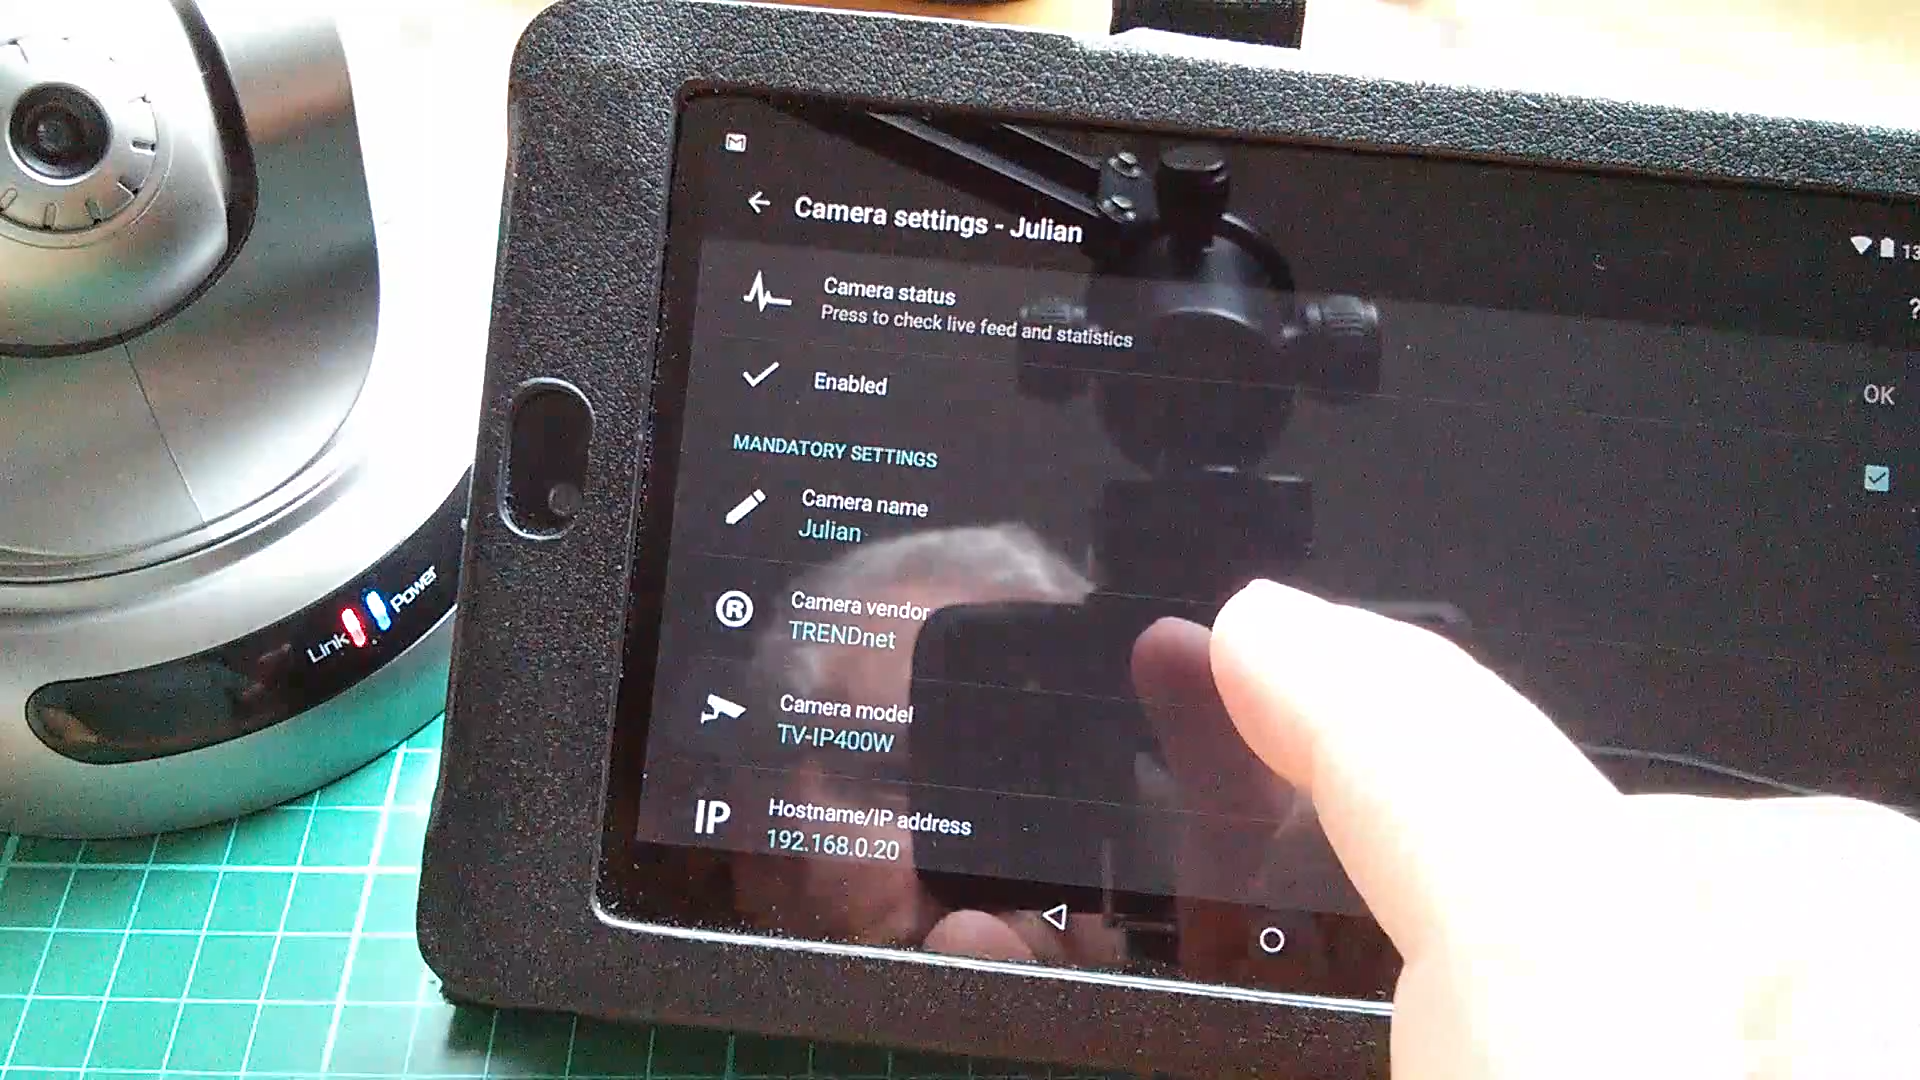 13
Camera settings - Julian
?
Camera status
Press to check live feed and statistics
OK
Enabled
MANDATORY SETTINGS
Camera name
Julian
Camera vendor
TRENDnet
Camera model
TV-IP400W
IP
Hostname/IP address
192.168.0.20
R
Link
Power